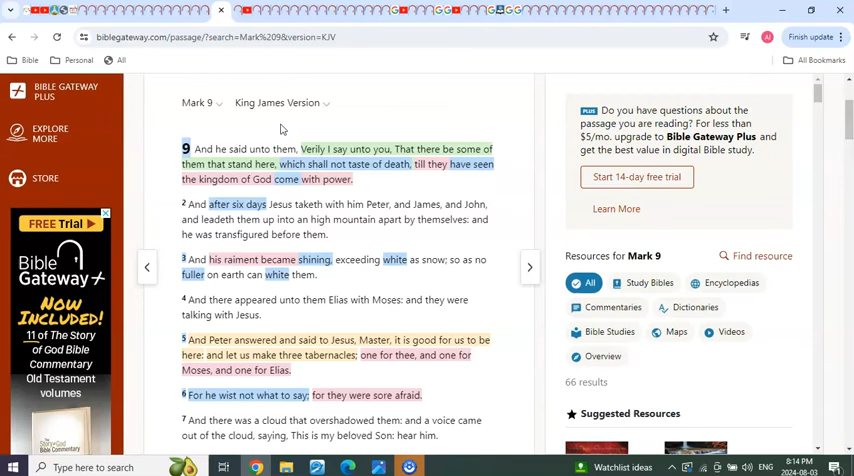 Finish update
biblegateway.com/passage/?search=Mark%209&version=KJV
AI
Bible
Personal
All
All Bookmarks
BIBLE GATEWAY
PLUS
EXPLORE
MORE
STORE
FREE Trial
Bible
Gateway+
NOW
INCLUDED!
11 of The Story
of God Bible
Commentary
Old Testament
volumes
Mark 9
King James Version
9 And he said unto them, Verily I say unto you, That there be some of
them that stand here, which shall not taste of death, till they have seen
the kingdom of God come with power.
2 And after six days Jesus taketh with him Peter, and James, and John,
and leadeth them up into an high mountain apart by themselves: and
he was transfigured before them.
3 And his raiment became shining, exceeding white as snow; so as no
fuller on earth can white them.
4 And there appeared unto them Elias with Moses: and they were
talking with Jesus.
5 And Peter answered and said to Jesus, Master, it is good for us to be
here: and let us make three tabernacles; one for thee, and one for
Moses, and one for Elias.
6 For he wist not what to say; for they were sore afraid.
7 And there was a cloud that overshadowed them: and a voice came
out of the cloud, saying, This is my beloved Son: hear him.
PLUS Do you have questions about the
passage you are reading? For less than
$5/mo. upgrade to Bible Gateway Plus and
get the best value in digital Bible study.
Start 14-day free trial
Learn More
Resources for Mark 9
Find resource
All
Study Bibles
Encyclopedias
Commentaries
Dictionaries
Bible Studies
Maps
Videos
Overview
66 results
Suggested Resources
Type here to search
Watchlist ideas
ENG
8:14 PM
2024-08-03